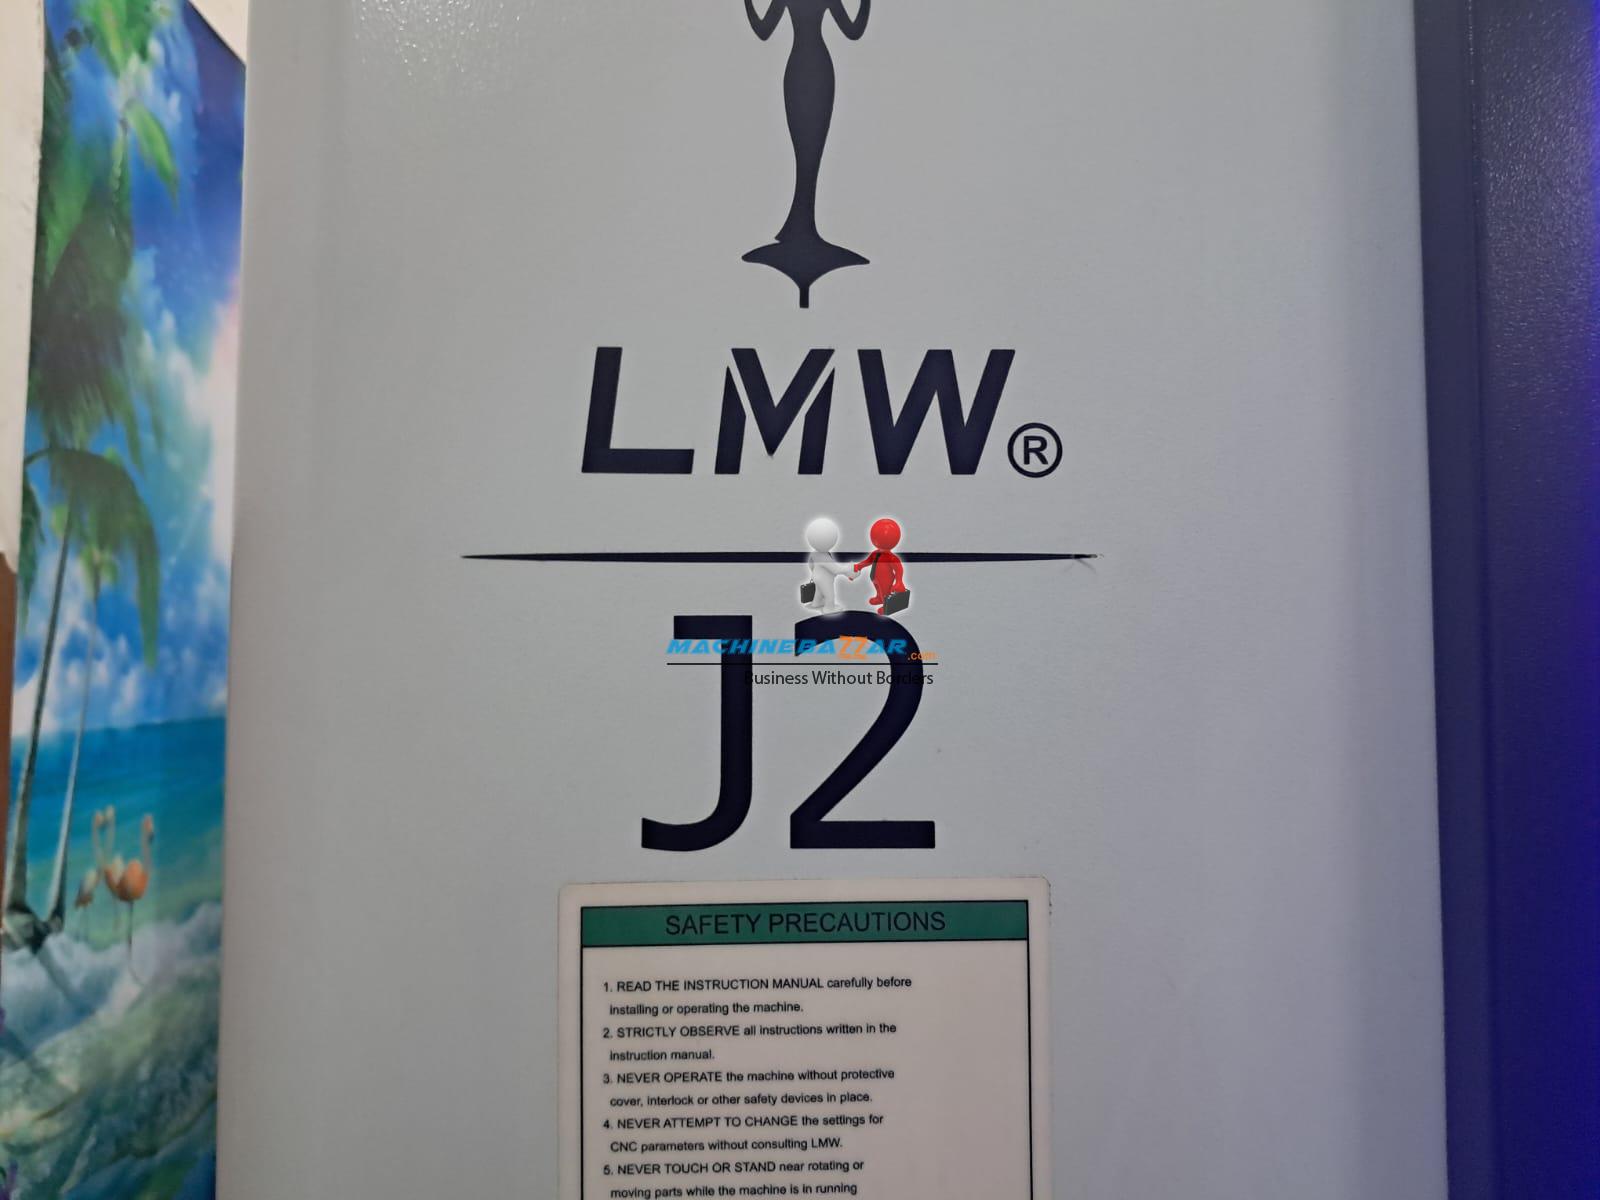 LMW®
J2
MACHINEBAZZAR.com
Business Without Borders
SAFETY PRECAUTIONS
1. READ THE INSTRUCTION MANUAL carefully before
installing or operating the machine.
2. STRICTLY OBSERVE all instructions written in the
instruction manual.
3. NEVER OPERATE the machine without protective
cover, interlock or other safety devices in place.
4. NEVER ATTEMPT TO CHANGE the settings for
CNC parameters without consulting LMW.
5. NEVER TOUCH OR STAND near rotating or
moving parts while the machine is in running